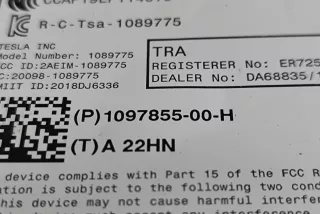 R-C-Tsa-1089775
TESLA INC
Model Number: 1089775
FCC ID:2AEIM-1089775
IC:20098-1089775
MIIT ID:2018DJ6336
TRA
REGISTERER No: ER725
DEALER No: DA68835/1
(P) 1097855-00-H
(T) A 22HN
device complies with Part 15 of the FCC R
ation is subject to the following two cond
this device may not cause harmful interfer